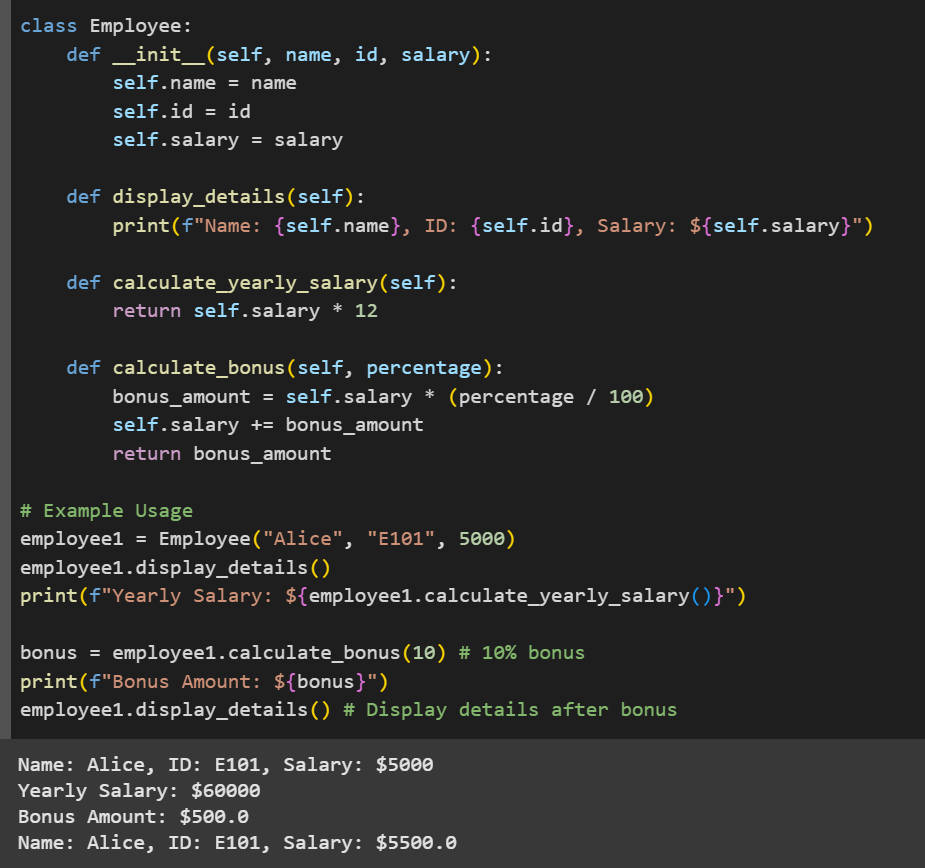 class Employee:
    def __init__(self, name, id, salary):
        self.name = name
        self.id = id
        self.salary = salary

    def display_details(self):
        print(f"Name: {self.name}, ID: {self.id}, Salary: ${self.salary}")

    def calculate_yearly_salary(self):
        return self.salary * 12

    def calculate_bonus(self, percentage):
        bonus_amount = self.salary * (percentage / 100)
        self.salary += bonus_amount
        return bonus_amount

# Example Usage
employee1 = Employee("Alice", "E101", 5000)
employee1.display_details()
print(f"Yearly Salary: ${employee1.calculate_yearly_salary()}")

bonus = employee1.calculate_bonus(10) # 10% bonus
print(f"Bonus Amount: ${bonus}")
employee1.display_details() # Display details after bonus
Name: Alice, ID: E101, Salary: $5000
Yearly Salary: $60000
Bonus Amount: $500.0
Name: Alice, ID: E101, Salary: $5500.0